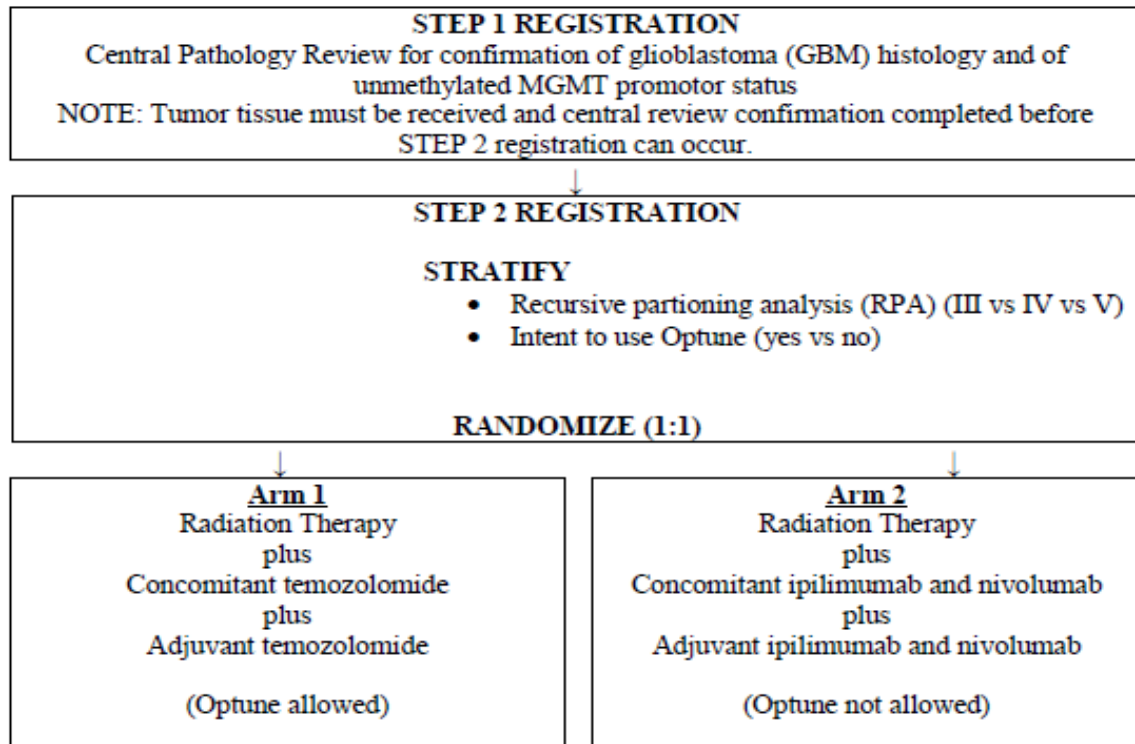 STEP 1 REGISTRATION
Central Pathology Review for confirmation of glioblastoma (GBM) histology and of
unmethylated MGMT promotor status
NOTE: Tumor tissue must be received and central review confirmation completed before
STEP 2 registration can occur.
↓
STEP 2 REGISTRATION
STRATIFY
• Recursive partioning analysis (RPA) (III vs IV vs V)
• Intent to use Optune (yes vs no)
RANDOMIZE (1:1)
↓ ↓
Arm 1
Radiation Therapy
plus
Concomitant temozolomide
plus
Adjuvant temozolomide
(Optune allowed)
Arm 2
Radiation Therapy
plus
Concomitant ipilimumab and nivolumab
plus
Adjuvant ipilimumab and nivolumab
(Optune not allowed)